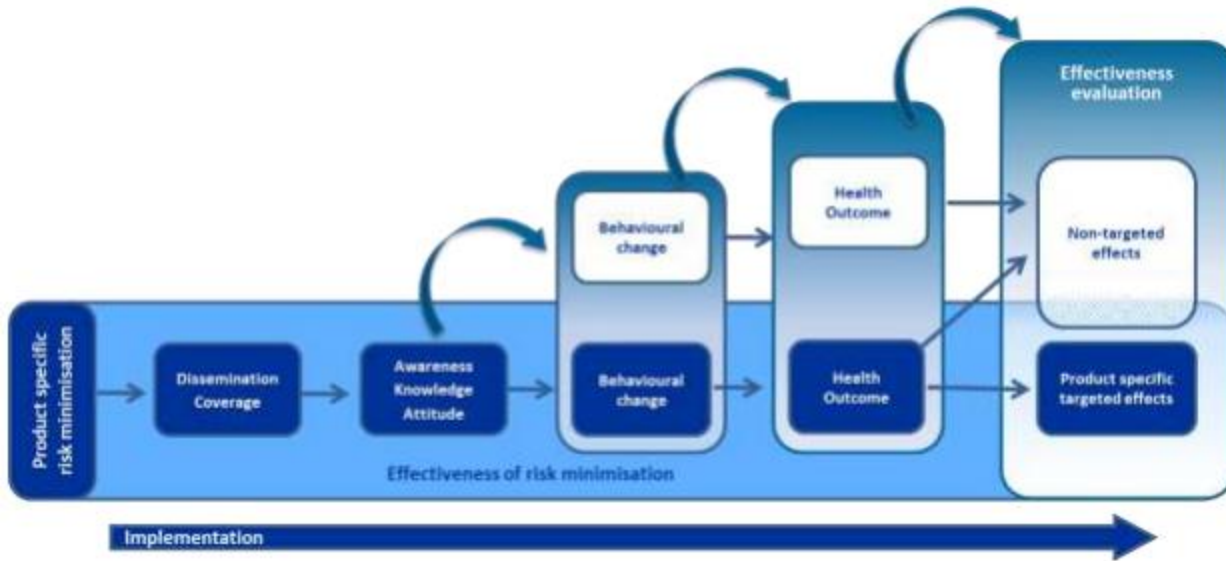 Effectiveness
evaluation
Behavioural
change
Health
Outcome
Non-targeted
effects
Product specific
risk minimisation
Dissemination
Coverage
Awareness
Knowledge
Attitude
Behavioural
change
Health
Outcome
Product specific
targeted effects
Effectiveness of risk minimisation
Implementation